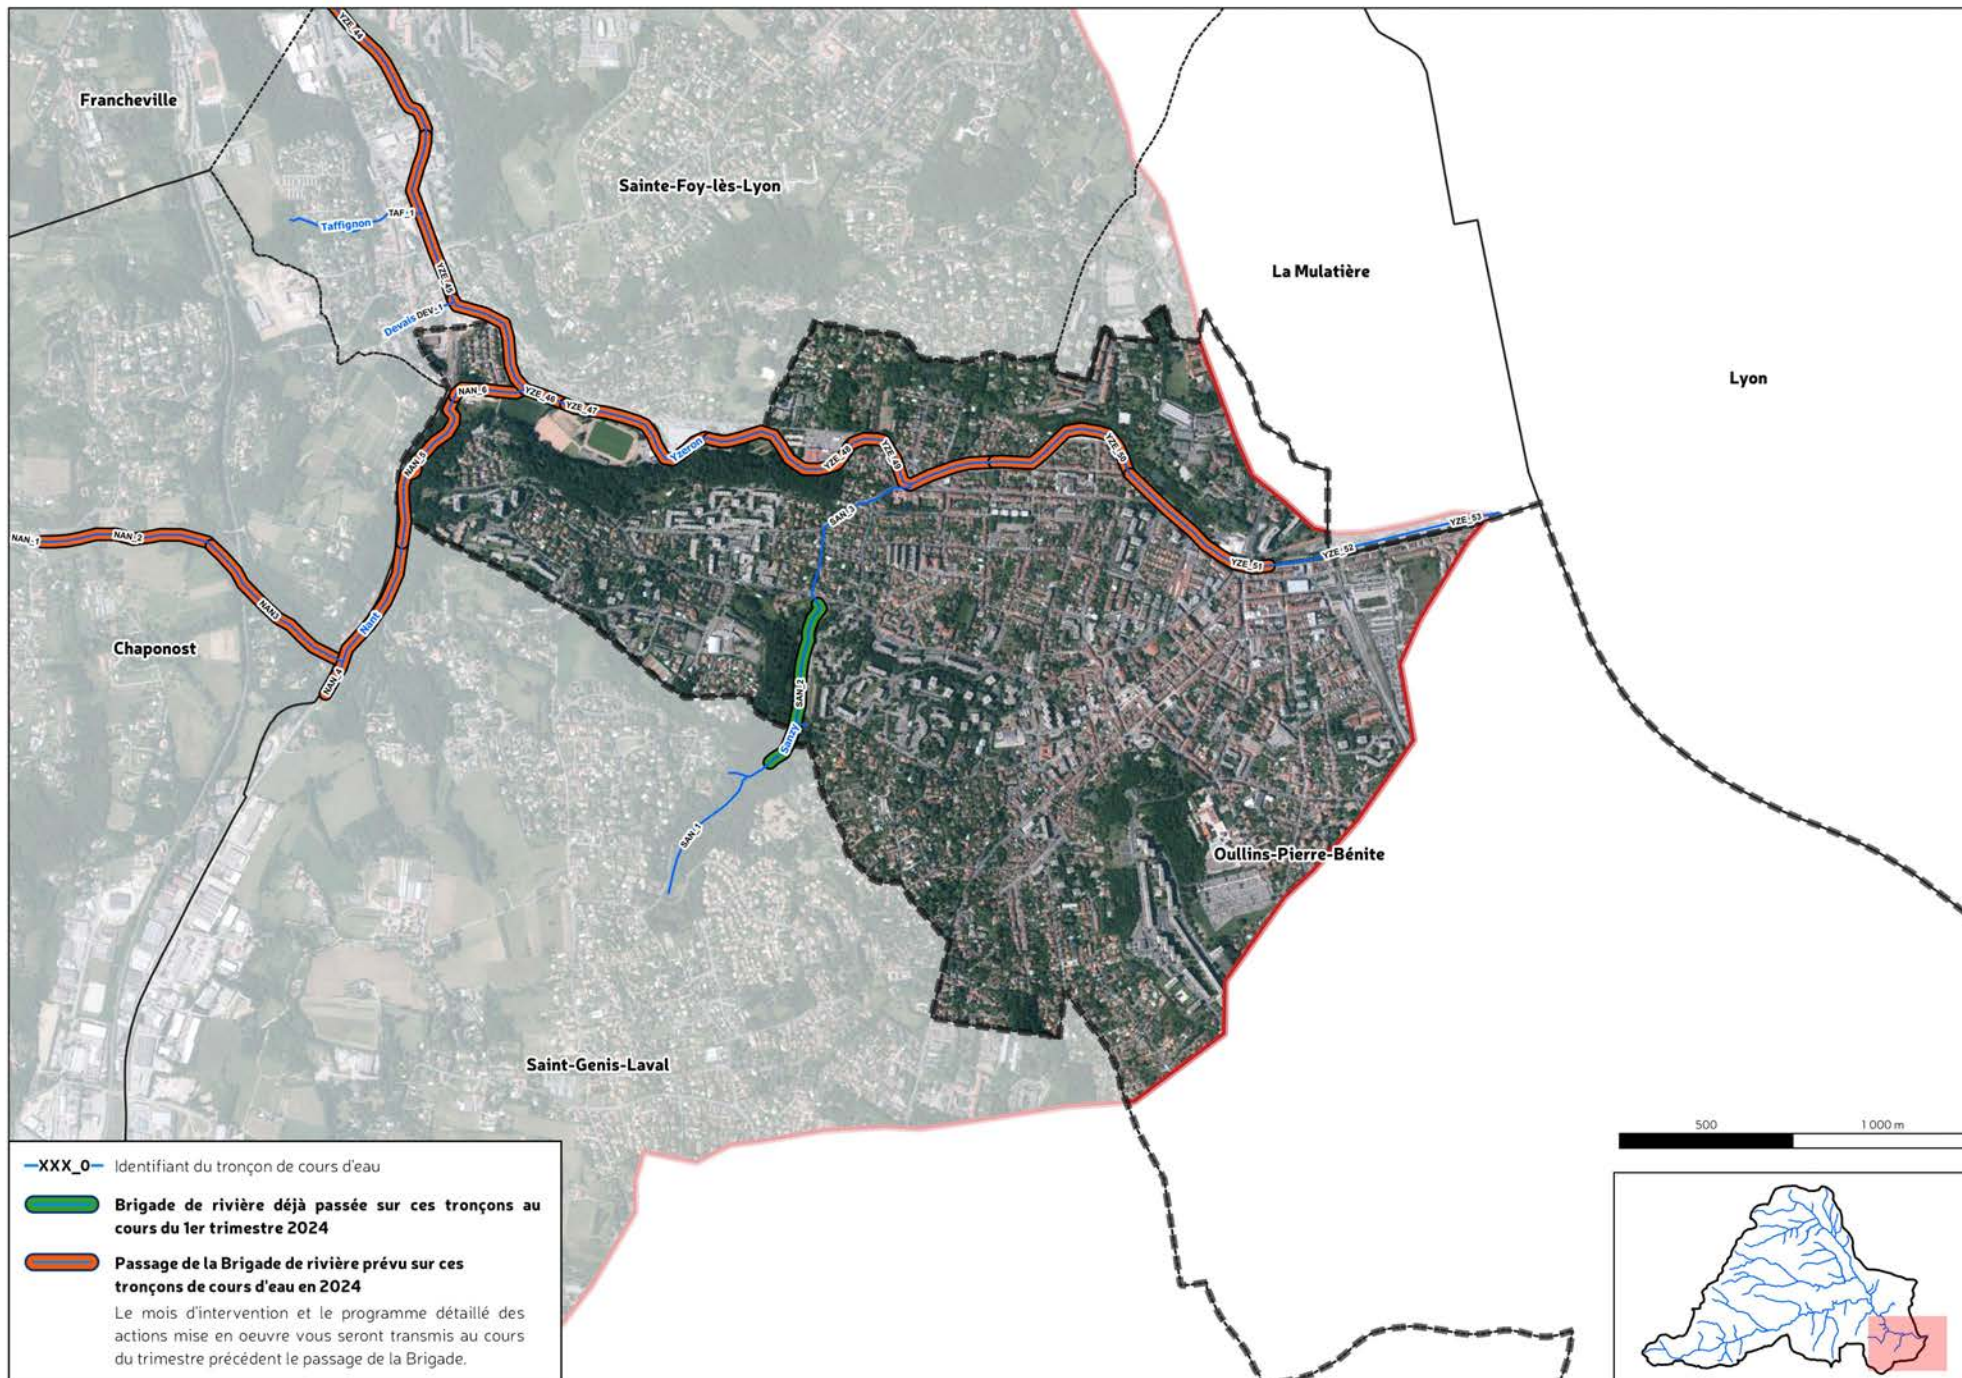 YZE_44
Francheville
Sainte-Foy-lès-Lyon
TAF_1
Taffignon
La Mulatière
YZE_45
DEV_1
Devais
Lyon
NAN_6
YZE_46
YZE_47
Yzeron
YZE_48
YZE_49
YZE_50
NAN_5
SAN_3
YZE_53
YZE_52
YZE_51
NAN_1
NAN_2
NAN3
Nant
Chaponost
NAN_4
SAN_2
Sanzy
SAN_1
Oullins-Pierre-Bénite
Saint-Genis-Laval
500
1 000 m
XXX_0
Identifiant du tronçon de cours d'eau
Brigade de rivière déjà passée sur ces tronçons au
cours du 1er trimestre 2024
Passage de la Brigade de rivière prévu sur ces
tronçons de cours d'eau en 2024
Le mois d'intervention et le programme détaillé des
actions mise en oeuvre vous seront transmis au cours
du trimestre précédent le passage de la Brigade.